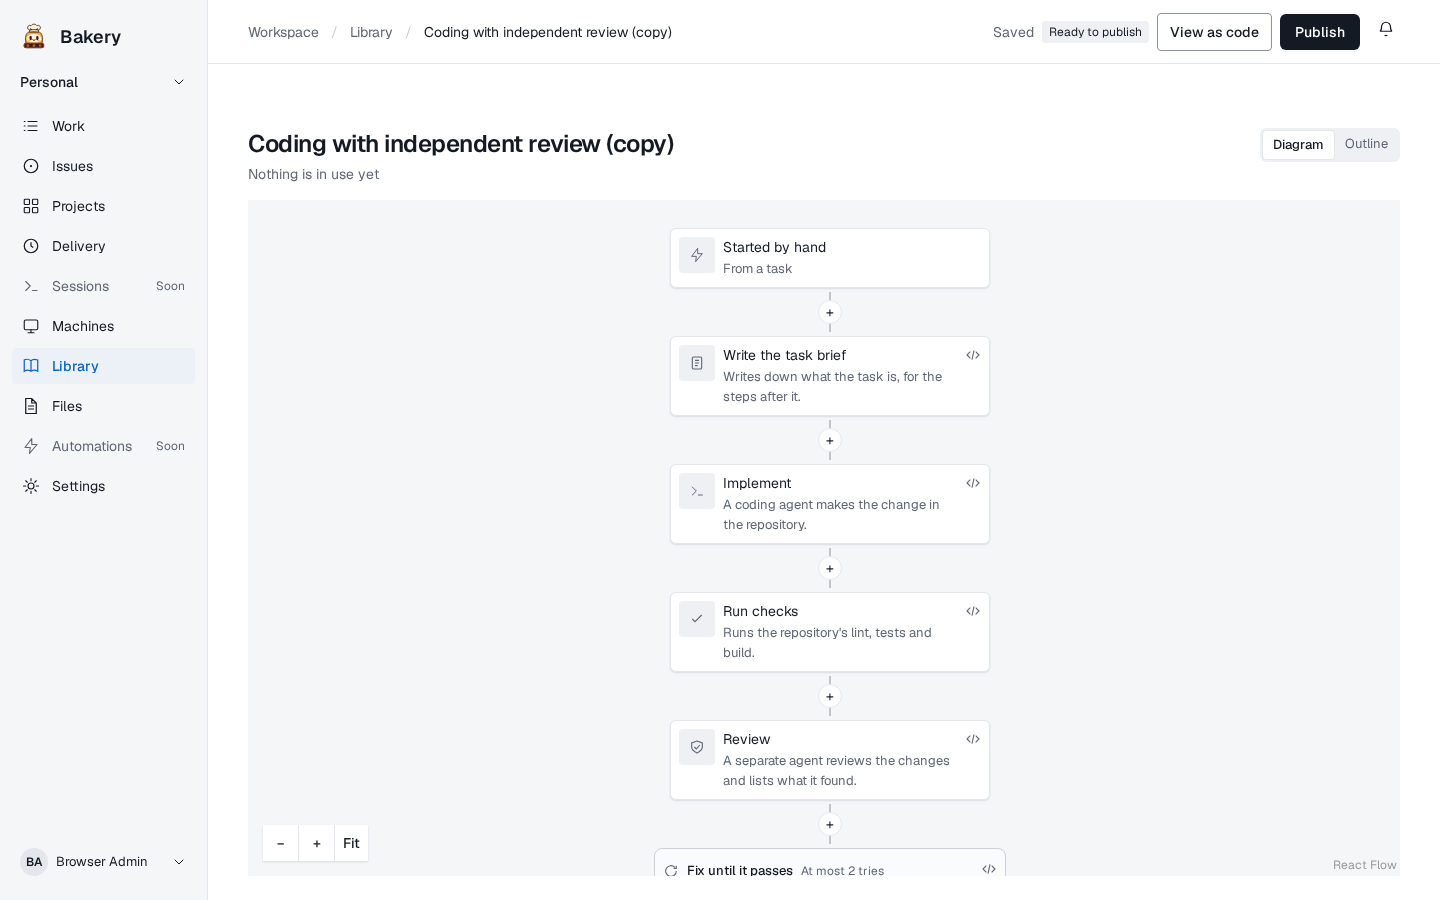 Bakery
Personal
Work
Issues
Projects
Delivery
Sessions Soon
Machines
Library
Files
Automations Soon
Settings
BA Browser Admin
Workspace / Library / Coding with independent review (copy)
Saved Ready to publish View as code Publish
Coding with independent review (copy)
Nothing is in use yet
Diagram Outline
Started by hand
From a task
+
Write the task brief
Writes down what the task is, for the
steps after it.
+
Implement
A coding agent makes the change in
the repository.
+
Run checks
Runs the repository's lint, tests and
build.
+
Review
A separate agent reviews the changes
and lists what it found.
+
Fix until it passes At most 2 tries
− + Fit
React Flow